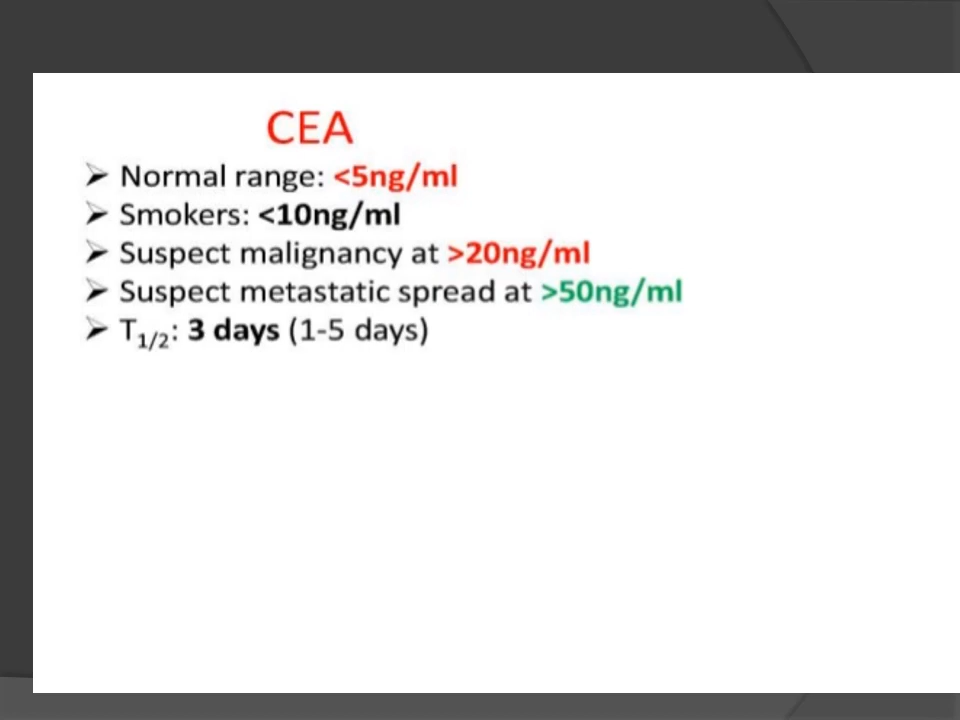 CEA
➤ Normal range: <5ng/ml
➤ Smokers: <10ng/ml
➤ Suspect malignancy at >20ng/ml
➤ Suspect metastatic spread at >50ng/ml
➤ T1/2: 3 days (1-5 days)